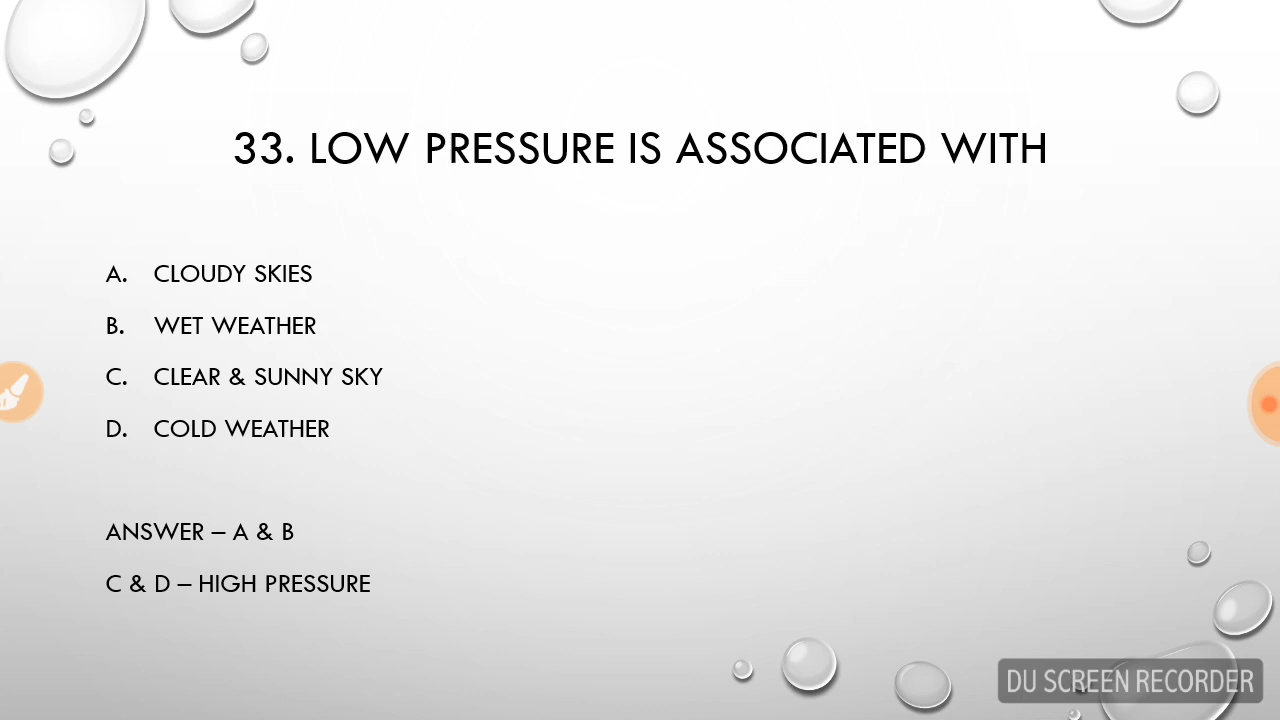 33. LOW PRESSURE IS ASSOCIATED WITH
A. CLOUDY SKIES
B. WET WEATHER
C. CLEAR & SUNNY SKY
D. COLD WEATHER
ANSWER – A & B
C & D – HIGH PRESSURE
DU SCREEN RECORDER